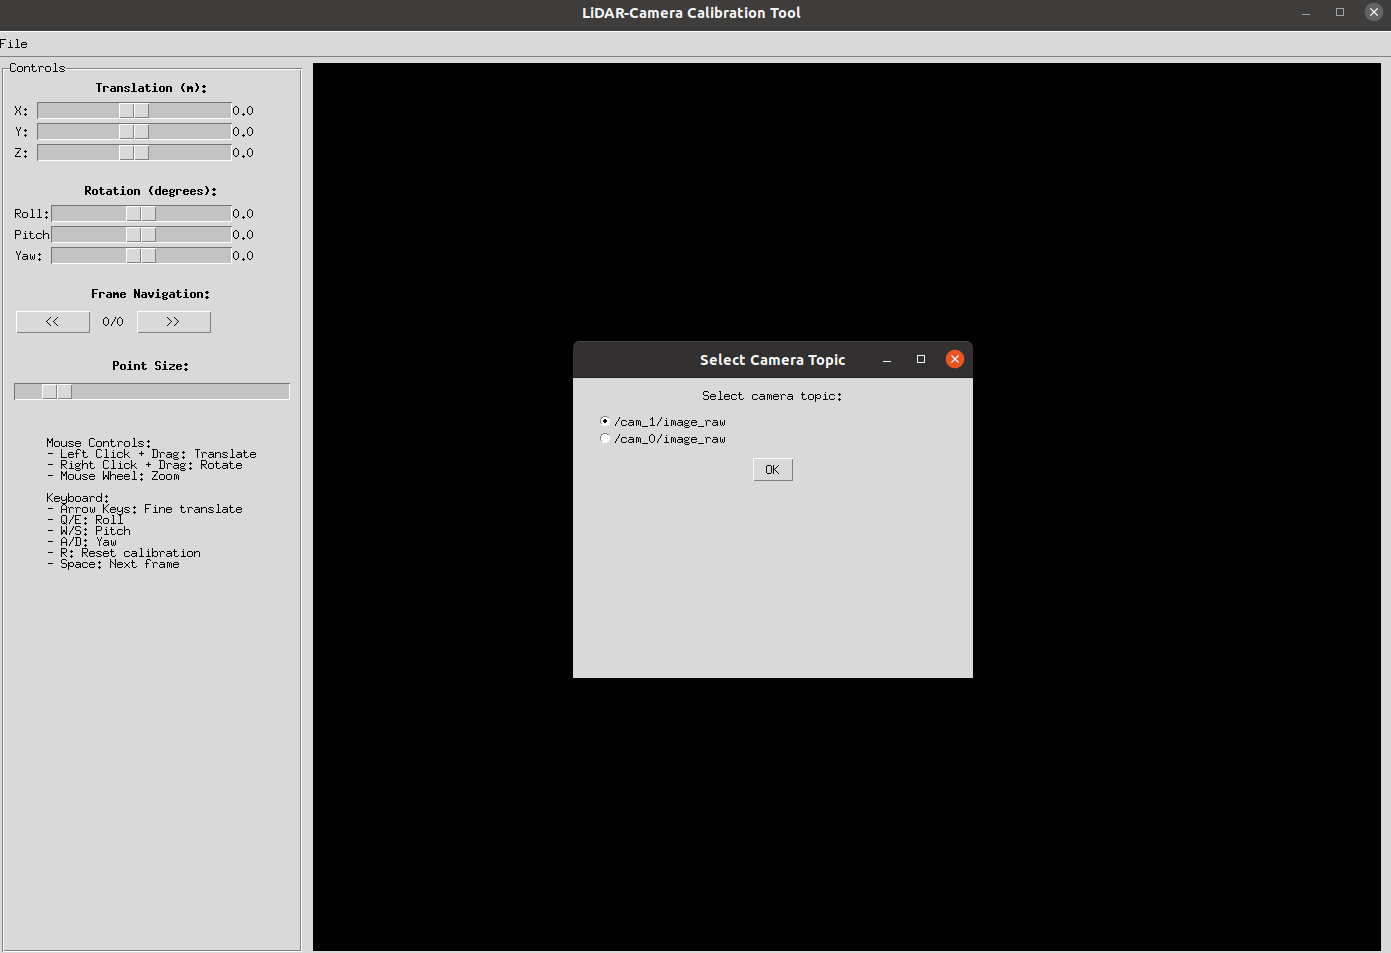 LiDAR-Camera Calibration Tool
File
Controls
Translation (m):
X: 0.0
Y: 0.0
Z: 0.0
Rotation (degrees):
Roll: 0.0
Pitch 0.0
Yaw: 0.0
Frame Navigation:
<< 0/0 >>
Point Size:
Mouse Controls:
- Left Click + Drag: Translate
- Right Click + Drag: Rotate
- Mouse Wheel: Zoom
Keyboard:
- Arrow Keys: Fine translate
- Q/E: Roll
- W/S: Pitch
- A/D: Yaw
- R: Reset calibration
- Space: Next frame
Select Camera Topic
Select camera topic:
/cam_1/image_raw
/cam_0/image_raw
OK